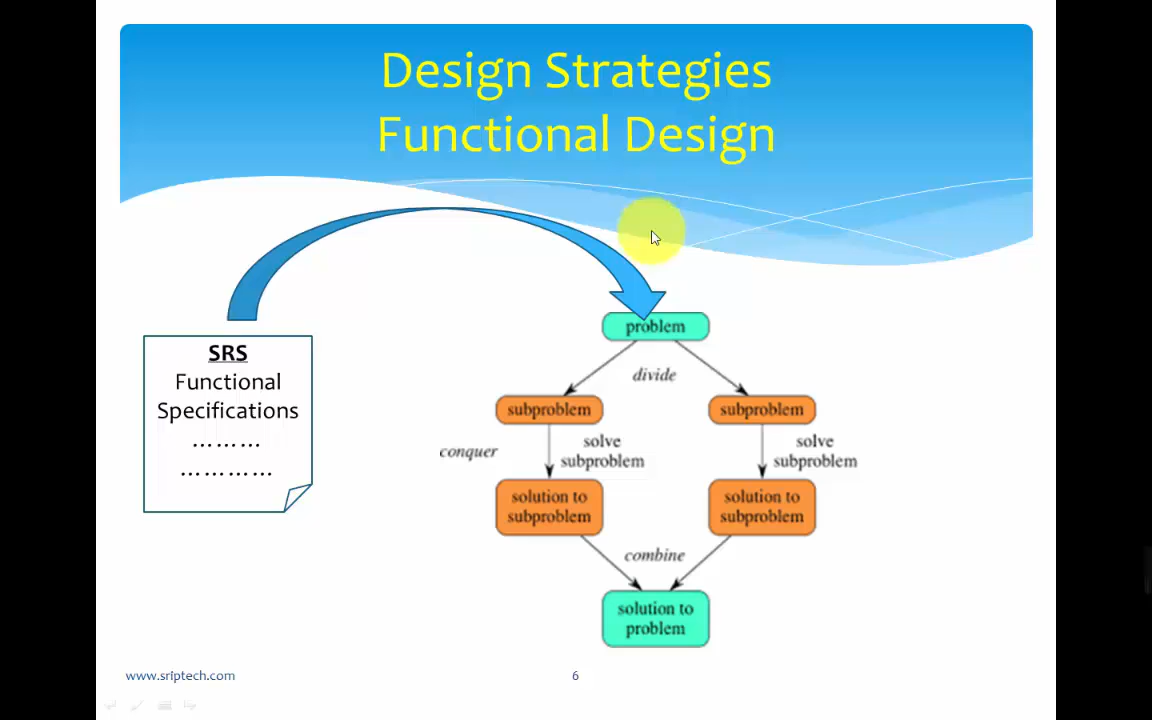 Design Strategies
Functional Design
SRS
Functional
Specifications
………
…………
problem
divide
subproblem
subproblem
conquer
solve
subproblem
solve
subproblem
solution to
subproblem
solution to
subproblem
combine
solution to
problem
www.sriptech.com
6